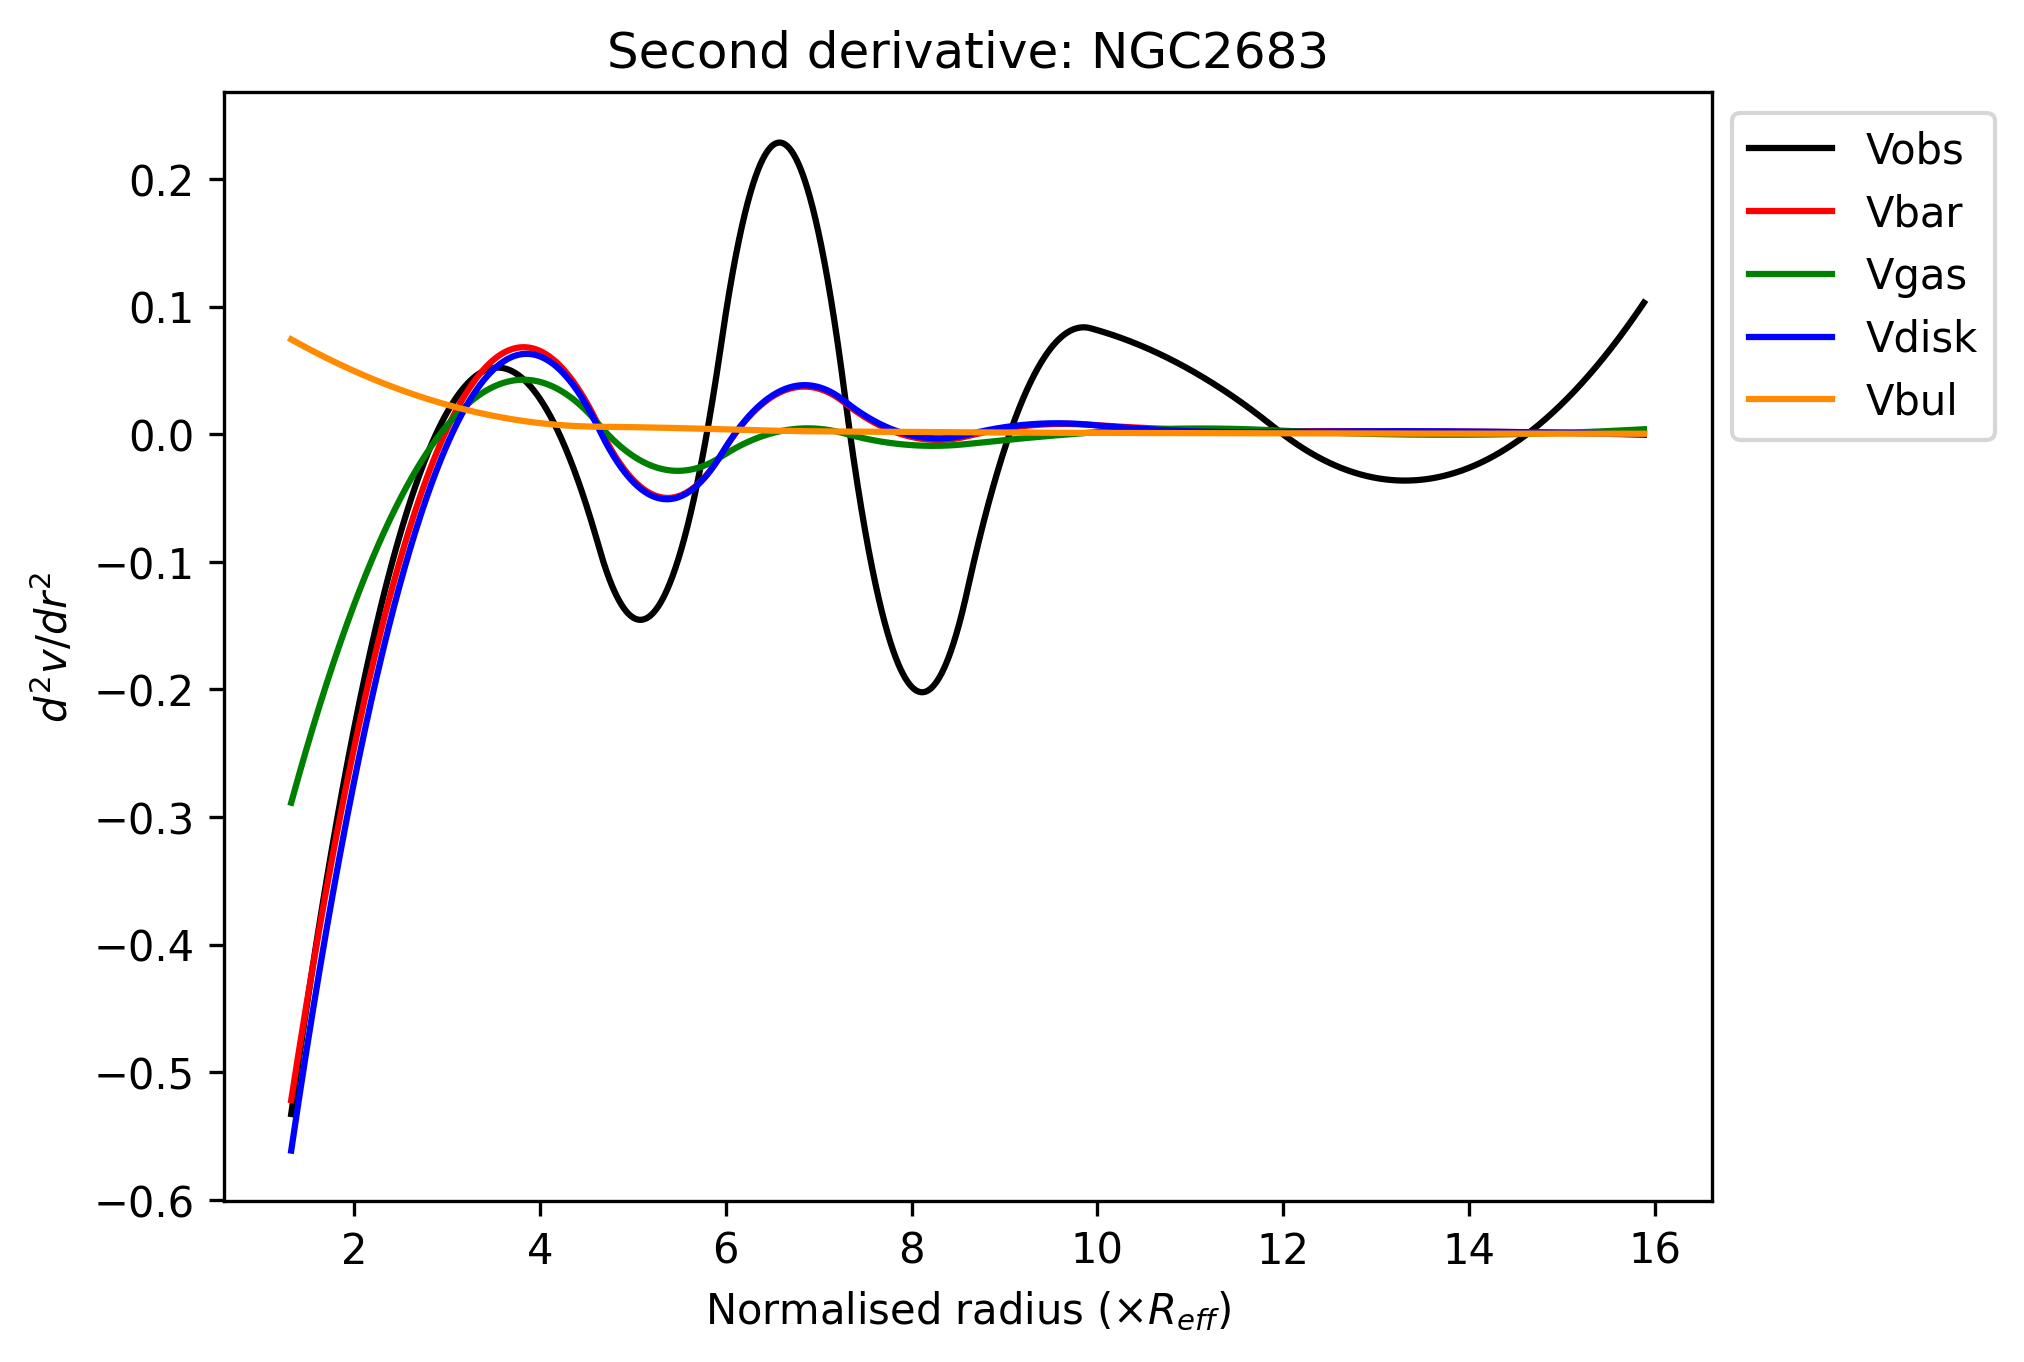 Second derivative: NGC2683
Vobs
Vbar
Vgas
Vdisk
Vbul
0.2
0.1
0.0
−0.1
−0.2
−0.3
−0.4
−0.5
−0.6
d²v/dr²
2 4 6 8 10 12 14 16
Normalised radius (×R_eff)